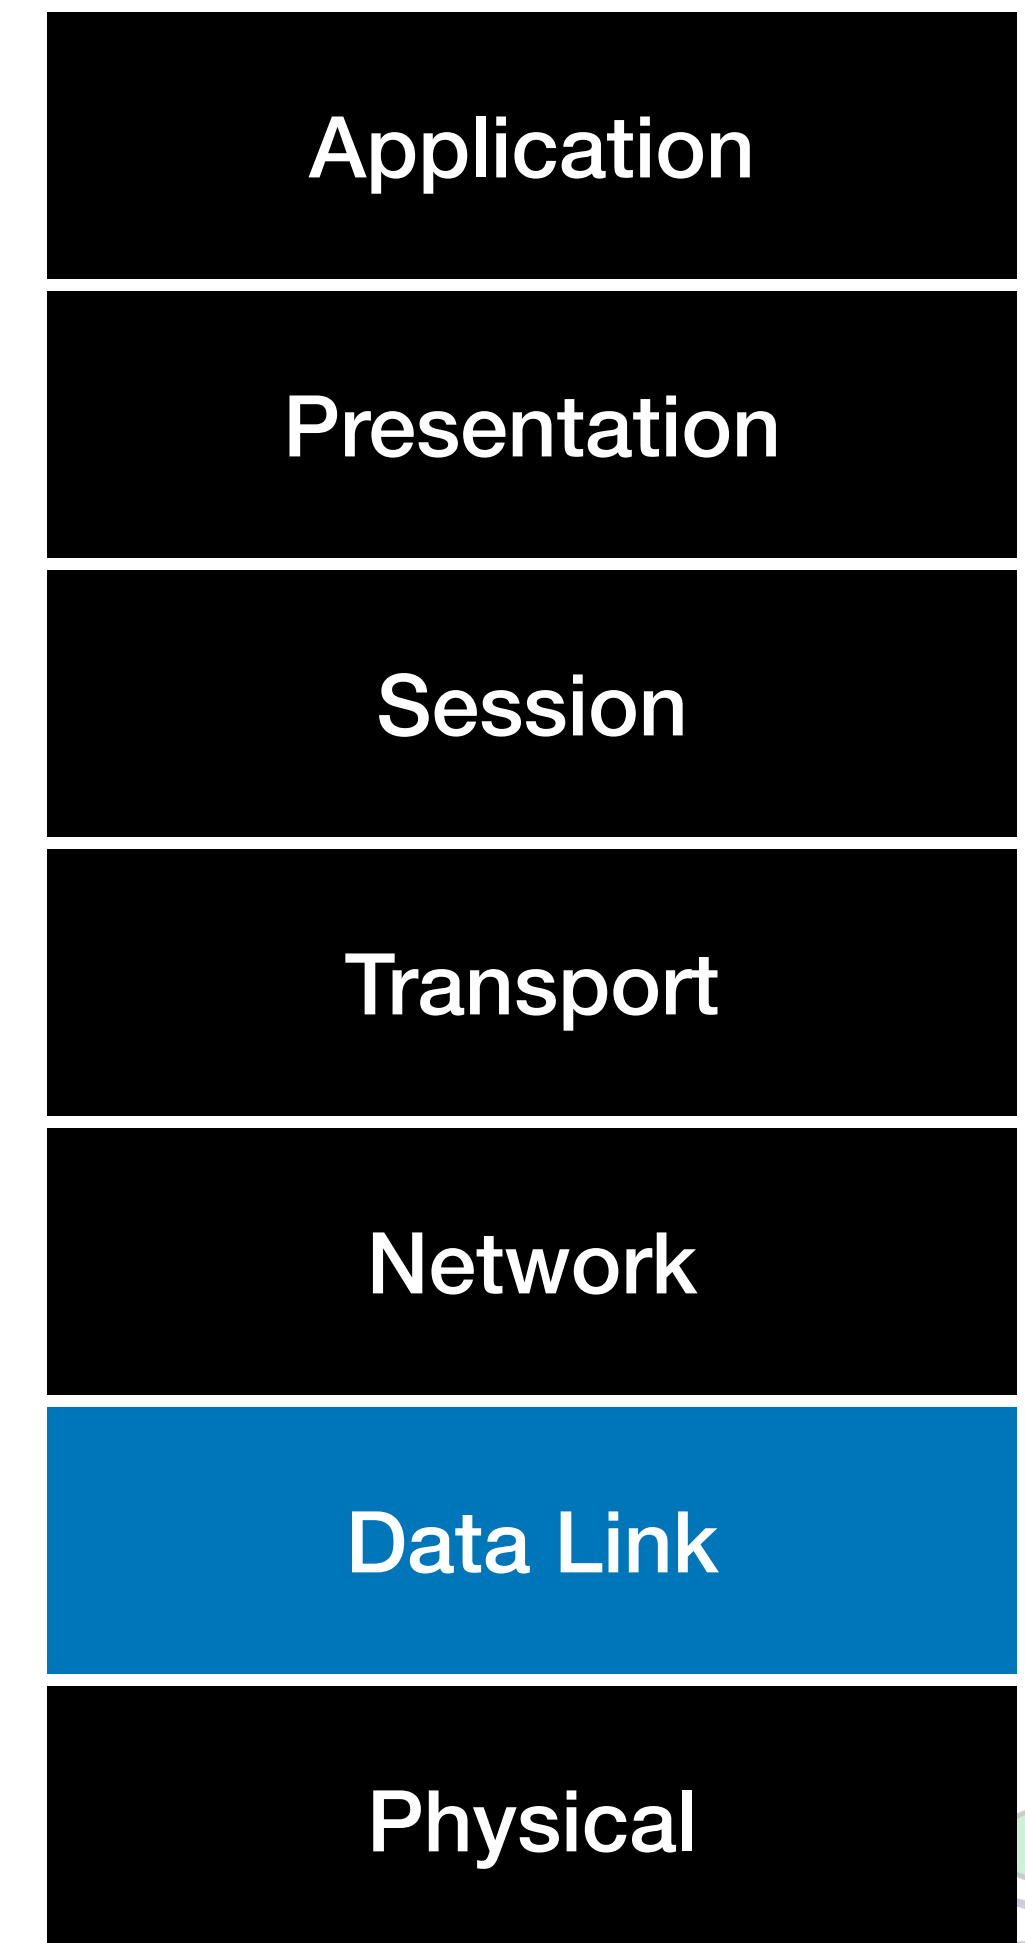 Application
Presentation
Session
Transport
Network
Data Link
Physical